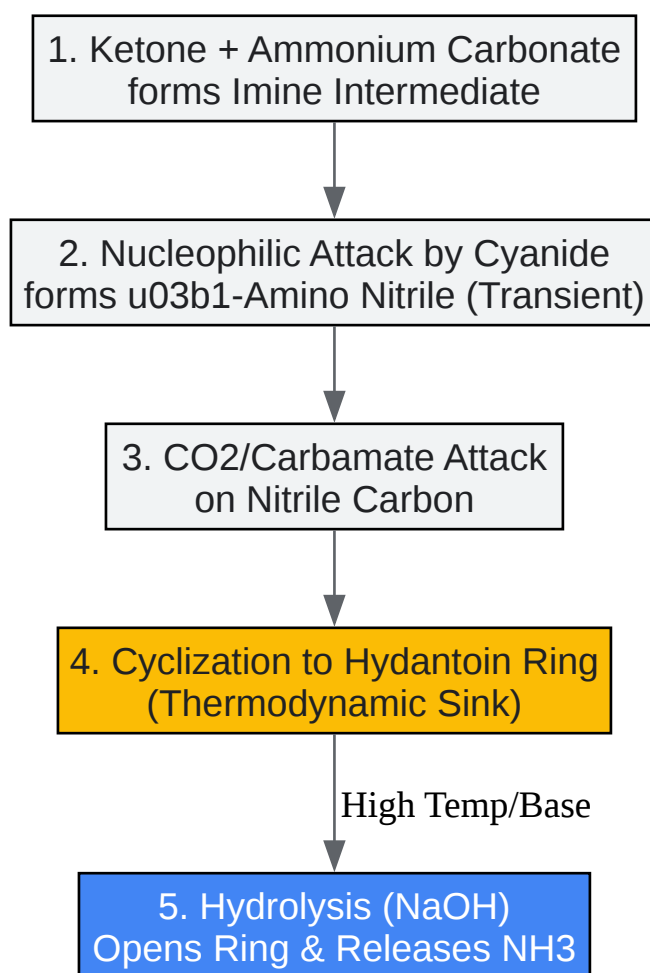 1. Ketone + Ammonium Carbonate
forms Imine Intermediate
2. Nucleophilic Attack by Cyanide
forms u03b1-Amino Nitrile (Transient)
3. CO2/Carbamate Attack
on Nitrile Carbon
4. Cyclization to Hydantoin Ring
(Thermodynamic Sink)
High Temp/Base
5. Hydrolysis (NaOH)
Opens Ring & Releases NH3